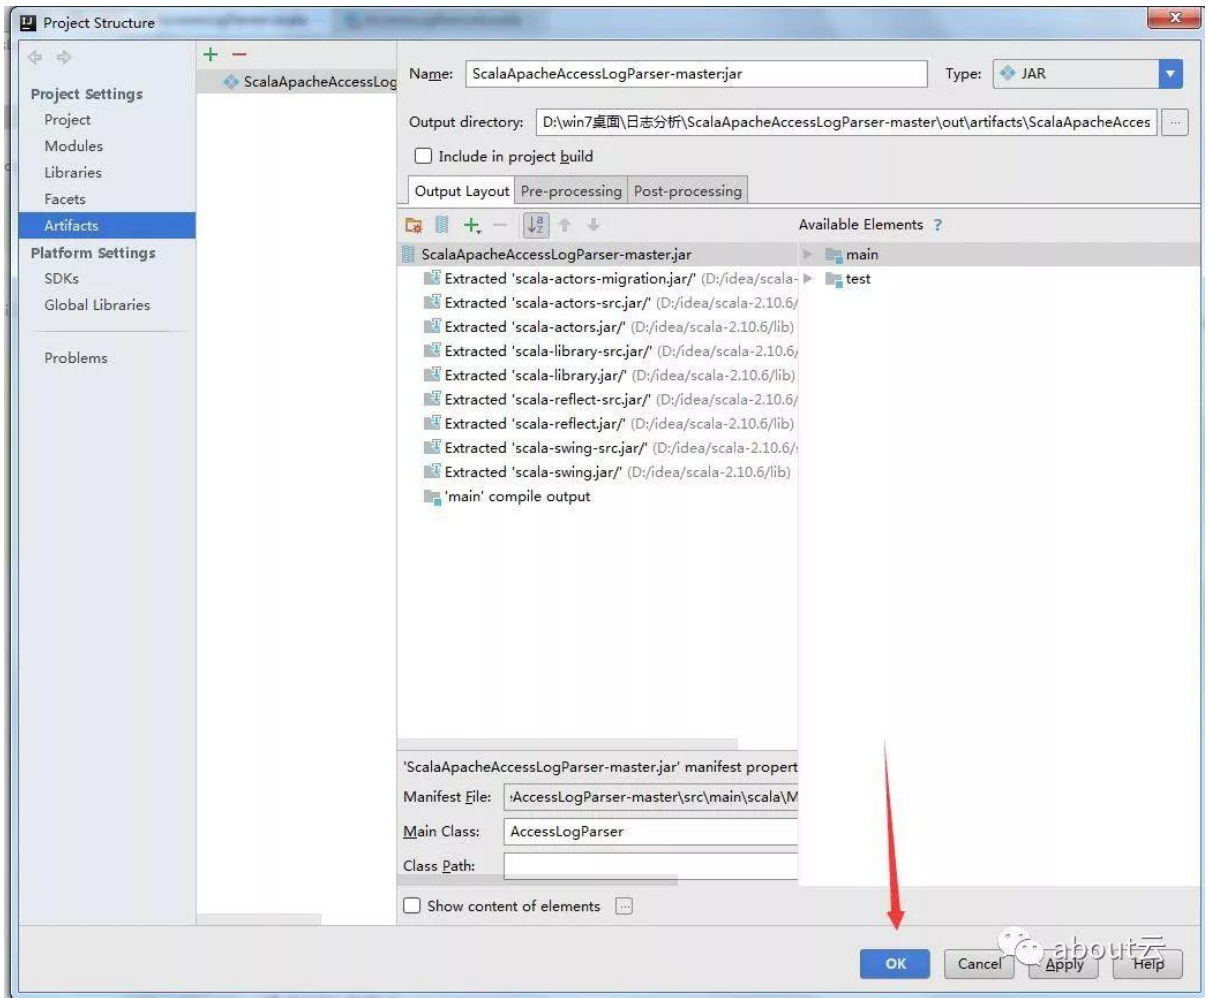 Project Structure
Project Settings
Project
Modules
Libraries
Facets
Artifacts
Platform Settings
SDKs
Global Libraries
Problems
ScalaApacheAccessLog
Name: ScalaApacheAccessLogParser-master:jar Type: JAR
Output directory: D:\win7桌面\日志分析\ScalaApacheAccessLogParser-master\out\artifacts\ScalaApacheAcces ...
Include in project build
Output Layout Pre-processing Post-processing
Available Elements ?
ScalaApacheAccessLogParser-master.jar
Extracted 'scala-actors-migration.jar/' (D:/idea/scala-
Extracted 'scala-actors-src.jar/' (D:/idea/scala-2.10.6/
Extracted 'scala-actors.jar/' (D:/idea/scala-2.10.6/lib)
Extracted 'scala-library-src.jar/' (D:/idea/scala-2.10.6/
Extracted 'scala-library.jar/' (D:/idea/scala-2.10.6/lib)
Extracted 'scala-reflect-src.jar/' (D:/idea/scala-2.10.6/
Extracted 'scala-reflect.jar/' (D:/idea/scala-2.10.6/lib)
Extracted 'scala-swing-src.jar/' (D:/idea/scala-2.10.6/
Extracted 'scala-swing.jar/' (D:/idea/scala-2.10.6/lib)
'main' compile output
main
test
'ScalaApacheAccessLogParser-master.jar' manifest propert
Manifest File: AccessLogParser-master\src\main\scala\M
Main Class: AccessLogParser
Class Path:
Show content of elements ...
OK Cancel Apply Help
about云